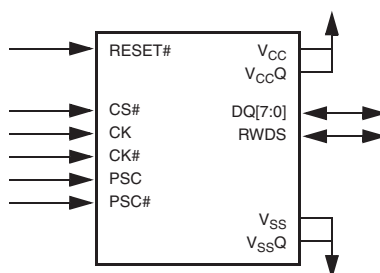 RESET#
CS#
CK
CK#
PSC
PSC#
VCC
VCCQ
DQ[7:0]
RWDS
VSS
VSSQ